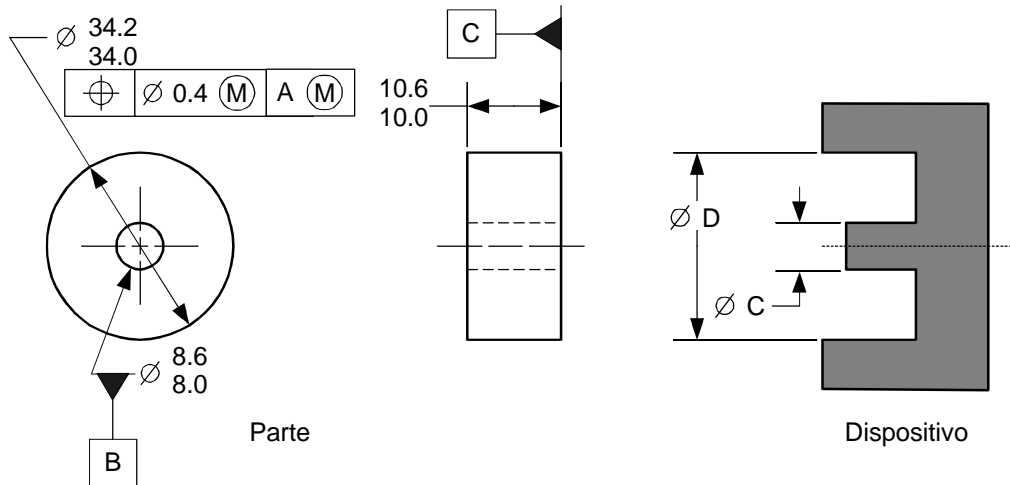 ⌀ 34.2
34.0
⌖ ⌀ 0.4 Ⓜ A Ⓜ
C
10.6
10.0
⌀ D
⌀ C
⌀ 8.6
8.0
B
Parte
Dispositivo